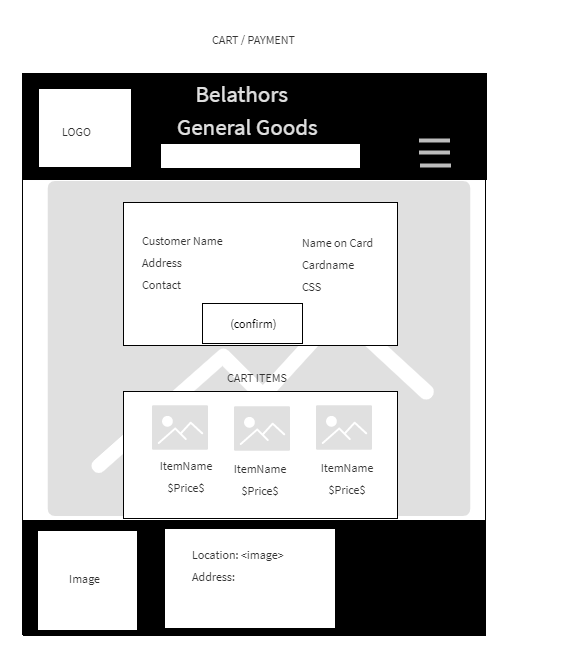 CART / PAYMENT
LOGO
Belathors
General Goods
Customer Name
Address
Contact
Name on Card
Cardname
CSS
(confirm)
CART ITEMS
ItemName
$Price$
ItemName
$Price$
ItemName
$Price$
Image
Location: <image>
Address: